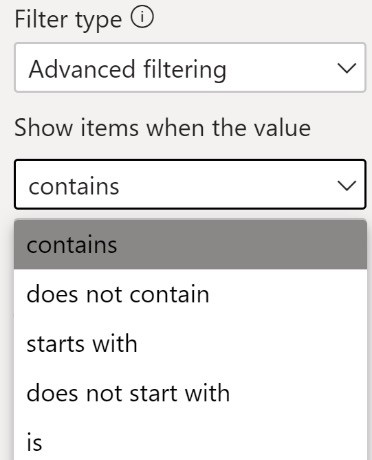 Filter type
Advanced filtering
Show items when the value
contains
contains
does not contain
starts with
does not start with
is